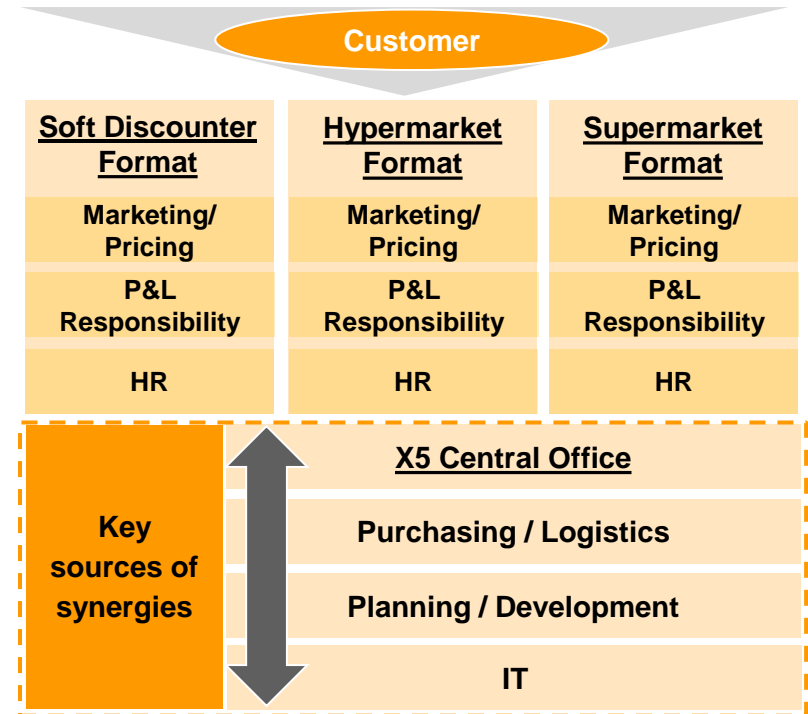 Customer
Soft Discounter
Format
Marketing/
Pricing
P&L
Responsibility
HR
Hypermarket
Format
Marketing/
Pricing
P&L
Responsibility
HR
Supermarket
Format
Marketing/
Pricing
P&L
Responsibility
HR
Key
sources of
synergies
X5 Central Office
Purchasing / Logistics
Planning / Development
IT